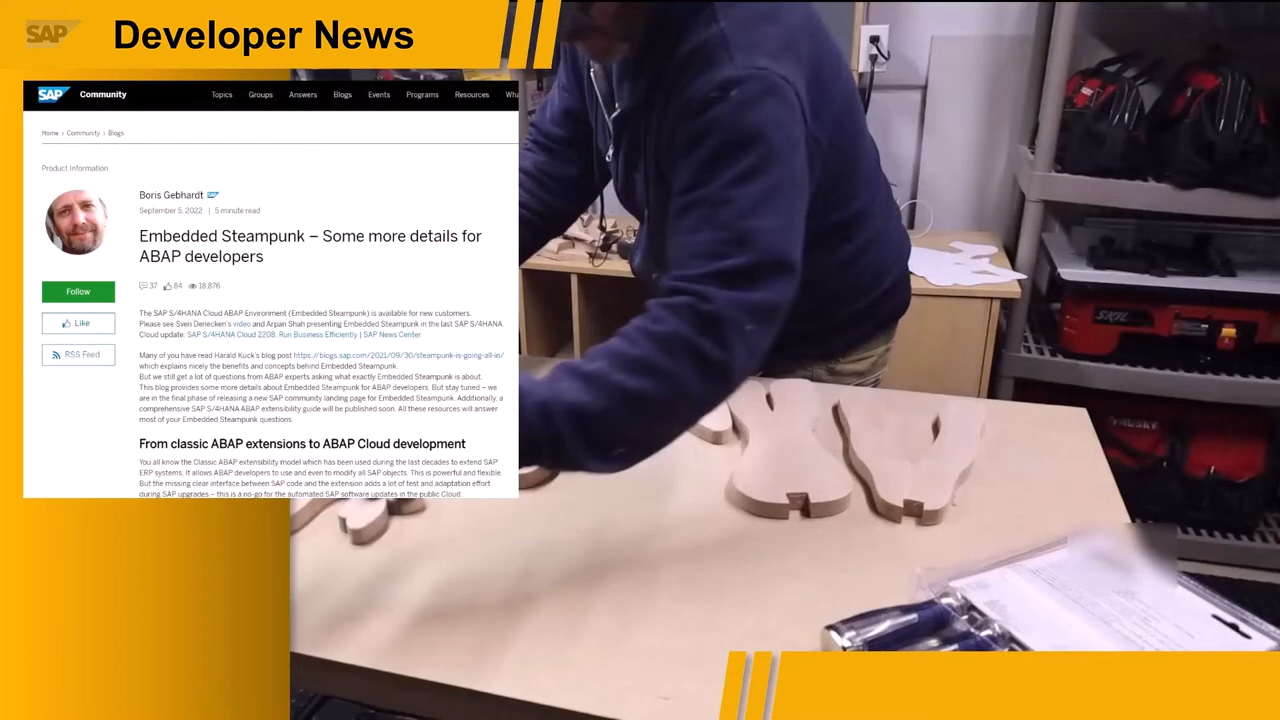 SAP Developer News
SAP Community Topics Groups Answers Blogs Events Programs Resources
Home › Community › Blogs
Product Information
Boris Gebhardt SAP
September 5, 2022 | 5 minute read
Embedded Steampunk – Some more details for
ABAP developers
37 84 18,876
Follow
Like
RSS Feed
The SAP S/4HANA Cloud ABAP Environment (Embedded Steampunk) is available for new customers.
Please see Sven Denecken's video and Arpan Shah presenting Embedded Steampunk in the last SAP S/4HANA
Cloud update: SAP S/4HANA Cloud 2208: Run Business Efficiently | SAP News Center
Many of you have read Harald Kuck's blog post https://blogs.sap.com/2021/09/30/steampunk-is-going-all-in/
which explains nicely the benefits and concepts behind Embedded Steampunk.
But we still get a lot of questions from ABAP experts asking what exactly Embedded Steampunk is about.
This blog provides some more details about Embedded Steampunk for ABAP developers. But stay tuned – we
are in the final phase of releasing a new SAP community landing page for Embedded Steampunk. Additionally, a
comprehensive SAP S/4HANA ABAP extensibility guide will be published soon. All these resources will answer
most of your Embedded Steampunk questions.
From classic ABAP extensions to ABAP Cloud development
You all know the Classic ABAP extensibility model which has been used during the last decades to extend SAP
ERP systems. It allows ABAP developers to use and even to modify all SAP objects. This is powerful and flexible.
But the missing clear interface between SAP code and the extension adds a lot of test and adaptation effort
during SAP upgrades – this is a no-go for the automated SAP software updates in the public Cloud.
SKIL
HUSKY